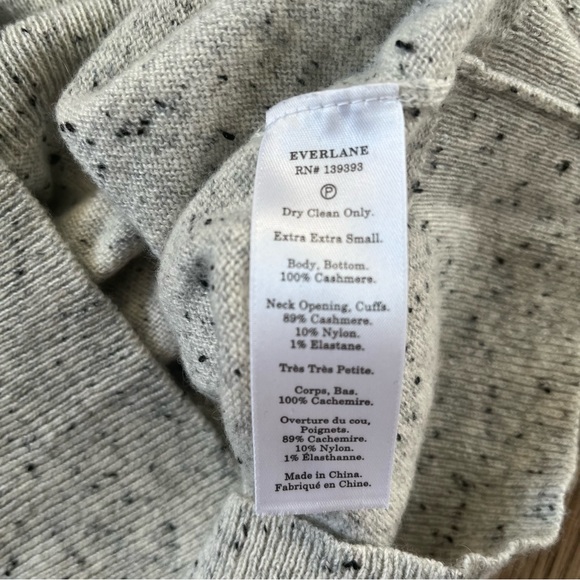 EVERLANE
RN# 139393
P
Dry Clean Only.
Extra Extra Small.
Body, Bottom.
100% Cashmere.
Neck Opening, Cuffs.
89% Cashmere.
10% Nylon.
1% Elastane.
Très Très Petite.
Corps, Bas.
100% Cachemire.
Overture du cou,
Poignets.
89% Cachemire.
10% Nylon.
1% Élasthanne.
Made in China.
Fabriqué en Chine.